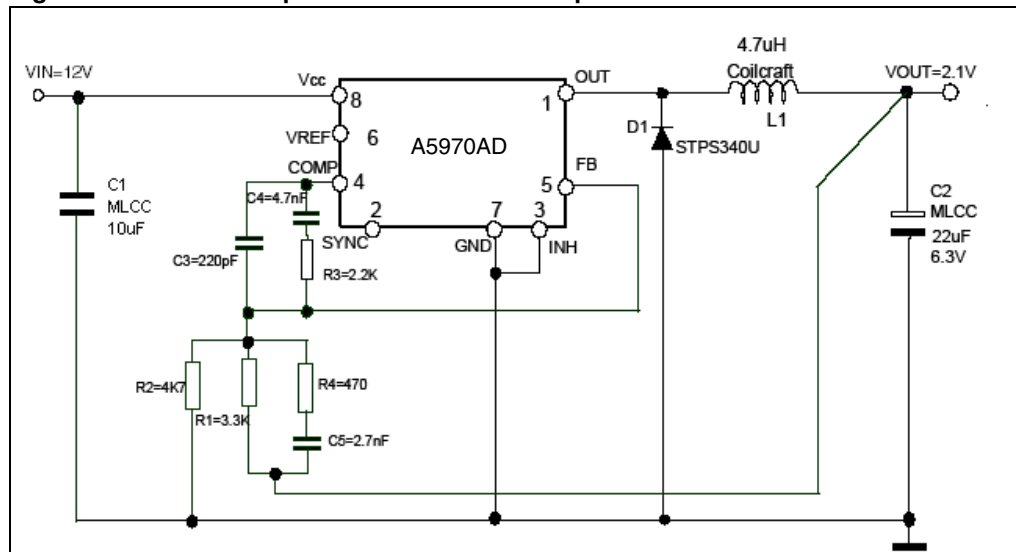 VIN=12V
Vcc
8
VREF
6
COMP
4
A5970AD
1
OUT
FB
5
2
SYNC
7
GND
3
INH
4.7uH
Coilcraft
L1
VOUT=2.1V
D1
STPS340U
C1
MLCC
10uF
C2
MLCC
22uF
6.3V
C4=4.7nF
C3=220pF
R3=2.2K
R2=4K7
R1=3.3K
R4=470
C5=2.7nF